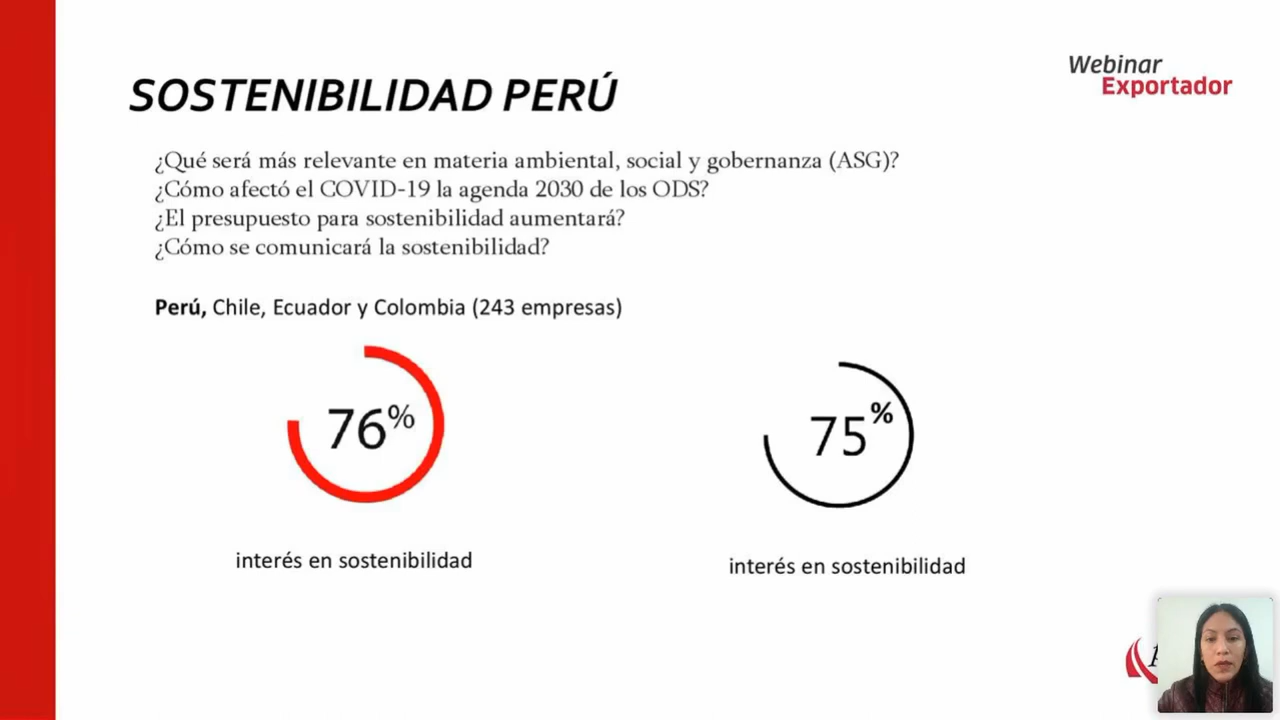 SOSTENIBILIDAD PERÚ
Webinar
Exportador
¿Qué será más relevante en materia ambiental, social y gobernanza (ASG)?
¿Cómo afectó el COVID-19 la agenda 2030 de los ODS?
¿El presupuesto para sostenibilidad aumentará?
¿Cómo se comunicará la sostenibilidad?
Perú, Chile, Ecuador y Colombia (243 empresas)
76%
75%
interés en sostenibilidad
interés en sostenibilidad